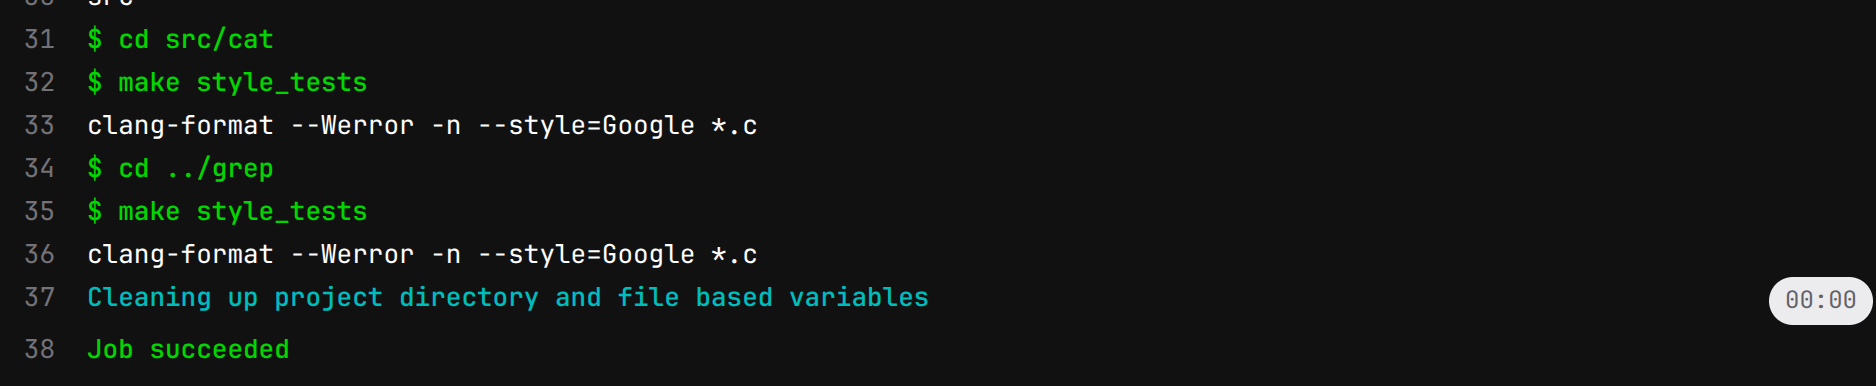 31 $ cd src/cat
32 $ make style_tests
33 clang-format --Werror -n --style=Google *.c
34 $ cd ../grep
35 $ make style_tests
36 clang-format --Werror -n --style=Google *.c
37 Cleaning up project directory and file based variables 00:00
38 Job succeeded